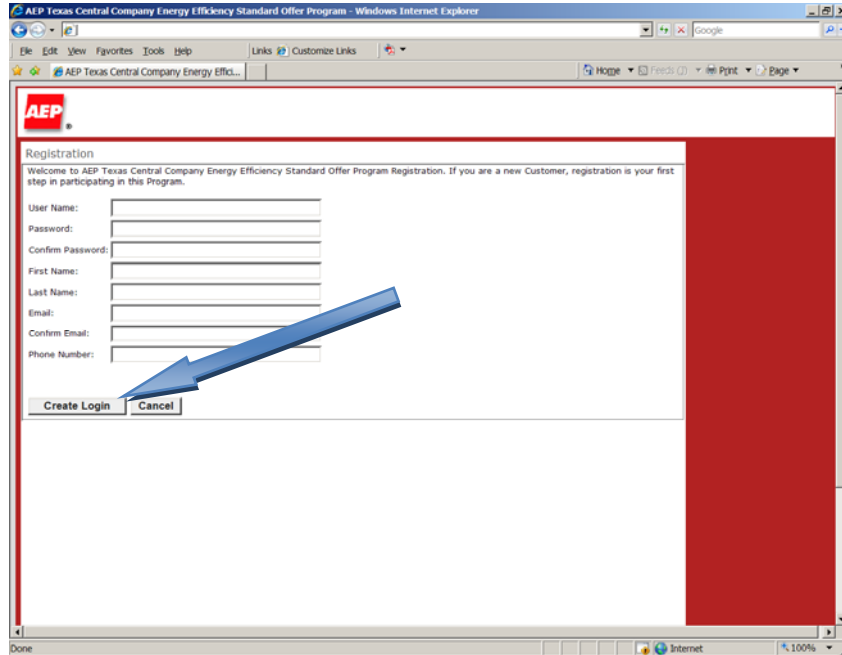 AEP Texas Central Company Energy Efficiency Standard Offer Program - Windows Internet Explorer
Google
File Edit View Favorites Tools Help Links Customize Links
AEP Texas Central Company Energy Effici... Home Feeds (J) Print Page
AEP
Registration
Welcome to AEP Texas Central Company Energy Efficiency Standard Offer Program Registration. If you are a new Customer, registration is your first
step in participating in this Program.
User Name:
Password:
Confirm Password:
First Name:
Last Name:
Email:
Confirm Email:
Phone Number:
Create Login Cancel
Done Internet 100%